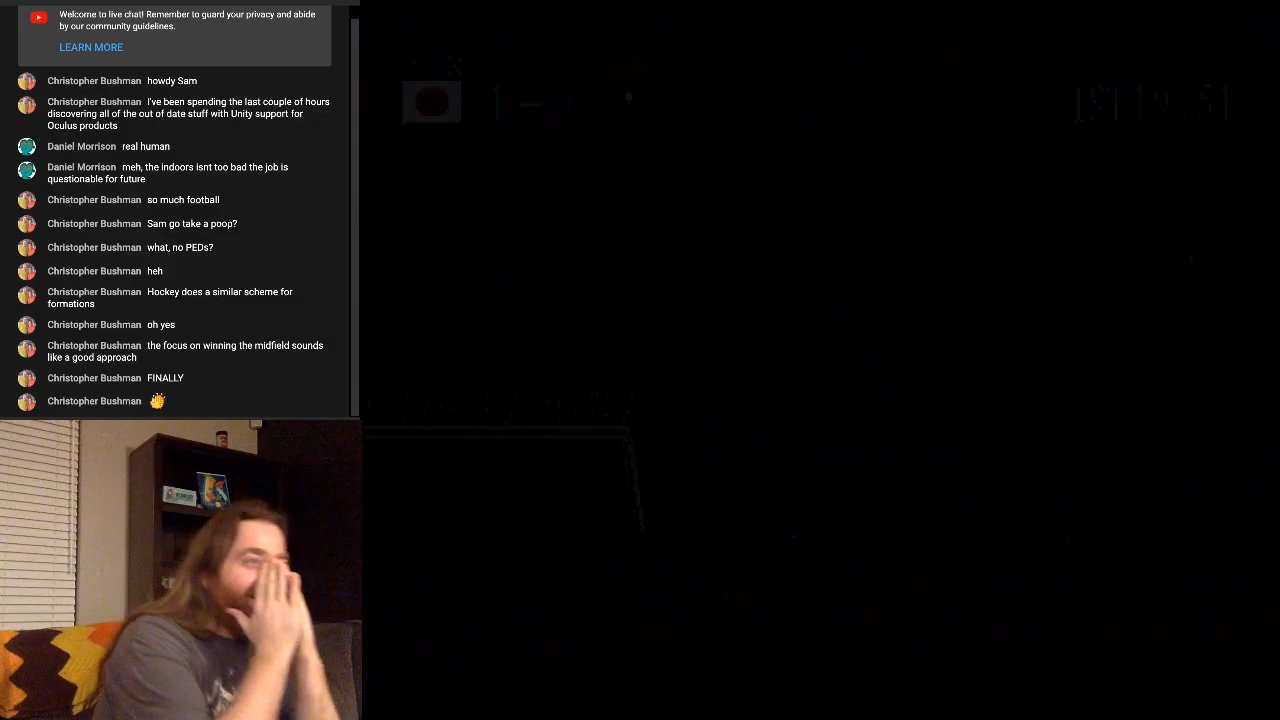 Welcome to live chat! Remember to guard your privacy and abide
by our community guidelines.
LEARN MORE
Christopher Bushman howdy Sam
Christopher Bushman I've been spending the last couple of hours
discovering all of the out of date stuff with Unity support for
Oculus products
Daniel Morrison real human
Daniel Morrison meh, the indoors isnt too bad the job is
questionable for future
Christopher Bushman so much football
Christopher Bushman Sam go take a poop?
Christopher Bushman what, no PEDs?
Christopher Bushman heh
Christopher Bushman Hockey does a similar scheme for
formations
Christopher Bushman oh yes
Christopher Bushman the focus on winning the midfield sounds
like a good approach
Christopher Bushman FINALLY
Christopher Bushman 👏
1–0